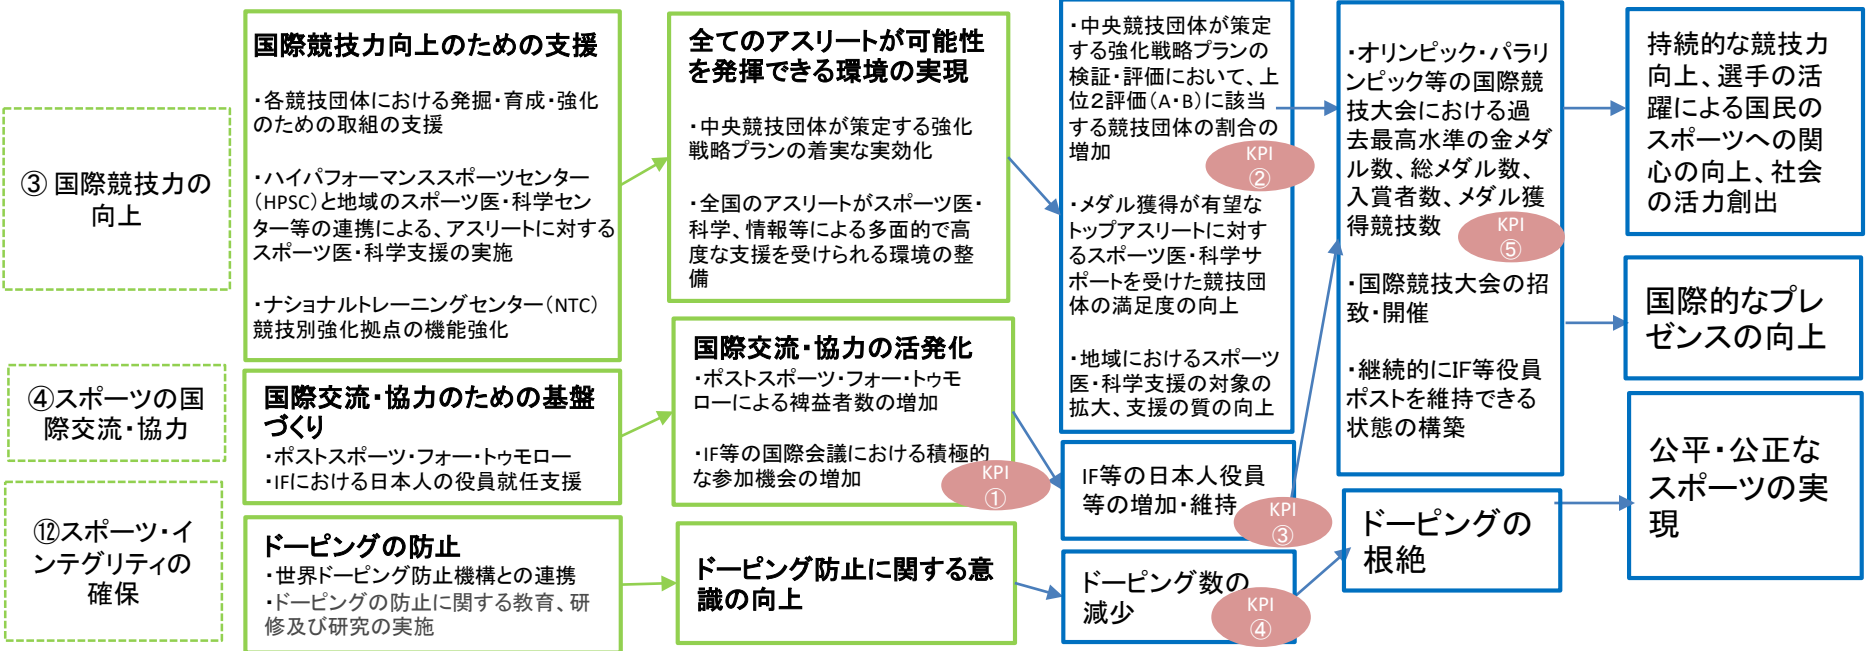 ③国際競技力の
向上
④スポーツの国
際交流・協力
⑫スポーツ・イ
ンテグリティの
確保
国際競技力向上のための支援
・各競技団体における発掘・育成・強化
のための取組の支援
・ハイパフォーマンススポーツセンター
（HPSC）と地域のスポーツ医・科学セン
ター等の連携による、アスリートに対する
スポーツ医・科学支援の実施
・ナショナルトレーニングセンター（NTC）
競技別強化拠点の機能強化
国際交流・協力のための基盤
づくり
・ポストスポーツ・フォー・トゥモロー
・IFにおける日本人の役員就任支援
ドーピングの防止
・世界ドーピング防止機構との連携
・ドーピングの防止に関する教育、研
修及び研究の実施
全てのアスリートが可能性
を発揮できる環境の実現
・中央競技団体が策定する強化
戦略プランの着実な実効化
・全国のアスリートがスポーツ医・
科学、情報等による多面的で高
度な支援を受けられる環境の整
備
国際交流・協力の活発化
・ポストスポーツ・フォー・トゥモ
ローによる裨益者数の増加
・IF等の国際会議における積極的
な参加機会の増加
KPI
①
ドーピング防止に関する意
識の向上
・中央競技団体が策定
する強化戦略プランの
検証・評価において、上
位２評価（A・B）に該当
する競技団体の割合の
増加
KPI
②
・メダル獲得が有望な
トップアスリートに対す
るスポーツ医・科学サ
ポートを受けた競技団
体の満足度の向上
・地域におけるスポーツ
医・科学支援の対象の
拡大、支援の質の向上
IF等の日本人役員
等の増加・維持
KPI
③
ドーピング数の
減少
KPI
④
・オリンピック・パラリ
ンピック等の国際競
技大会における過
去最高水準の金メダ
ル数、総メダル数、
入賞者数、メダル獲
得競技数
KPI
⑤
・国際競技大会の招
致・開催
・継続的にIF等役員
ポストを維持できる
状態の構築
ドーピングの
根絶
持続的な競技力
向上、選手の活
躍による国民の
スポーツへの関
心の向上、社会
の活力創出
国際的なプレ
ゼンスの向上
公平・公正な
スポーツの実
現